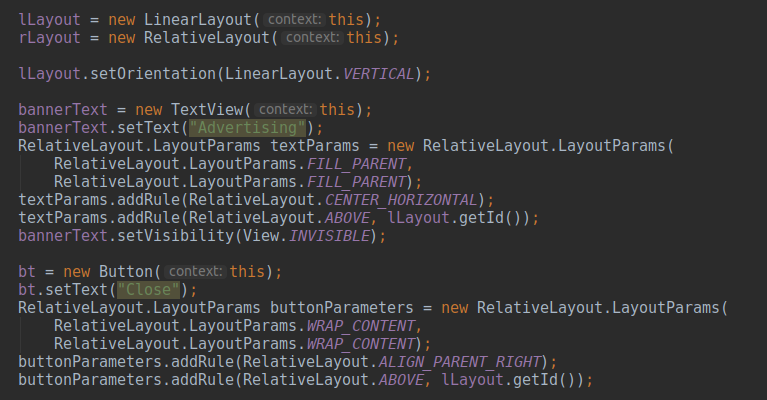 lLayout = new LinearLayout( context: this);
rLayout = new RelativeLayout( context: this);
lLayout.setOrientation(LinearLayout.VERTICAL);
bannerText = new TextView( context: this);
bannerText.setText("Advertising");
RelativeLayout.LayoutParams textParams = new RelativeLayout.LayoutParams(
RelativeLayout.LayoutParams.FILL_PARENT,
RelativeLayout.LayoutParams.FILL_PARENT);
textParams.addRule(RelativeLayout.CENTER_HORIZONTAL);
textParams.addRule(RelativeLayout.ABOVE, lLayout.getId());
bannerText.setVisibility(View.INVISIBLE);
bt = new Button( context: this);
bt.setText("Close");
RelativeLayout.LayoutParams buttonParameters = new RelativeLayout.LayoutParams(
RelativeLayout.LayoutParams.WRAP_CONTENT,
RelativeLayout.LayoutParams.WRAP_CONTENT);
buttonParameters.addRule(RelativeLayout.ALIGN_PARENT_RIGHT);
buttonParameters.addRule(RelativeLayout.ABOVE, lLayout.getId());